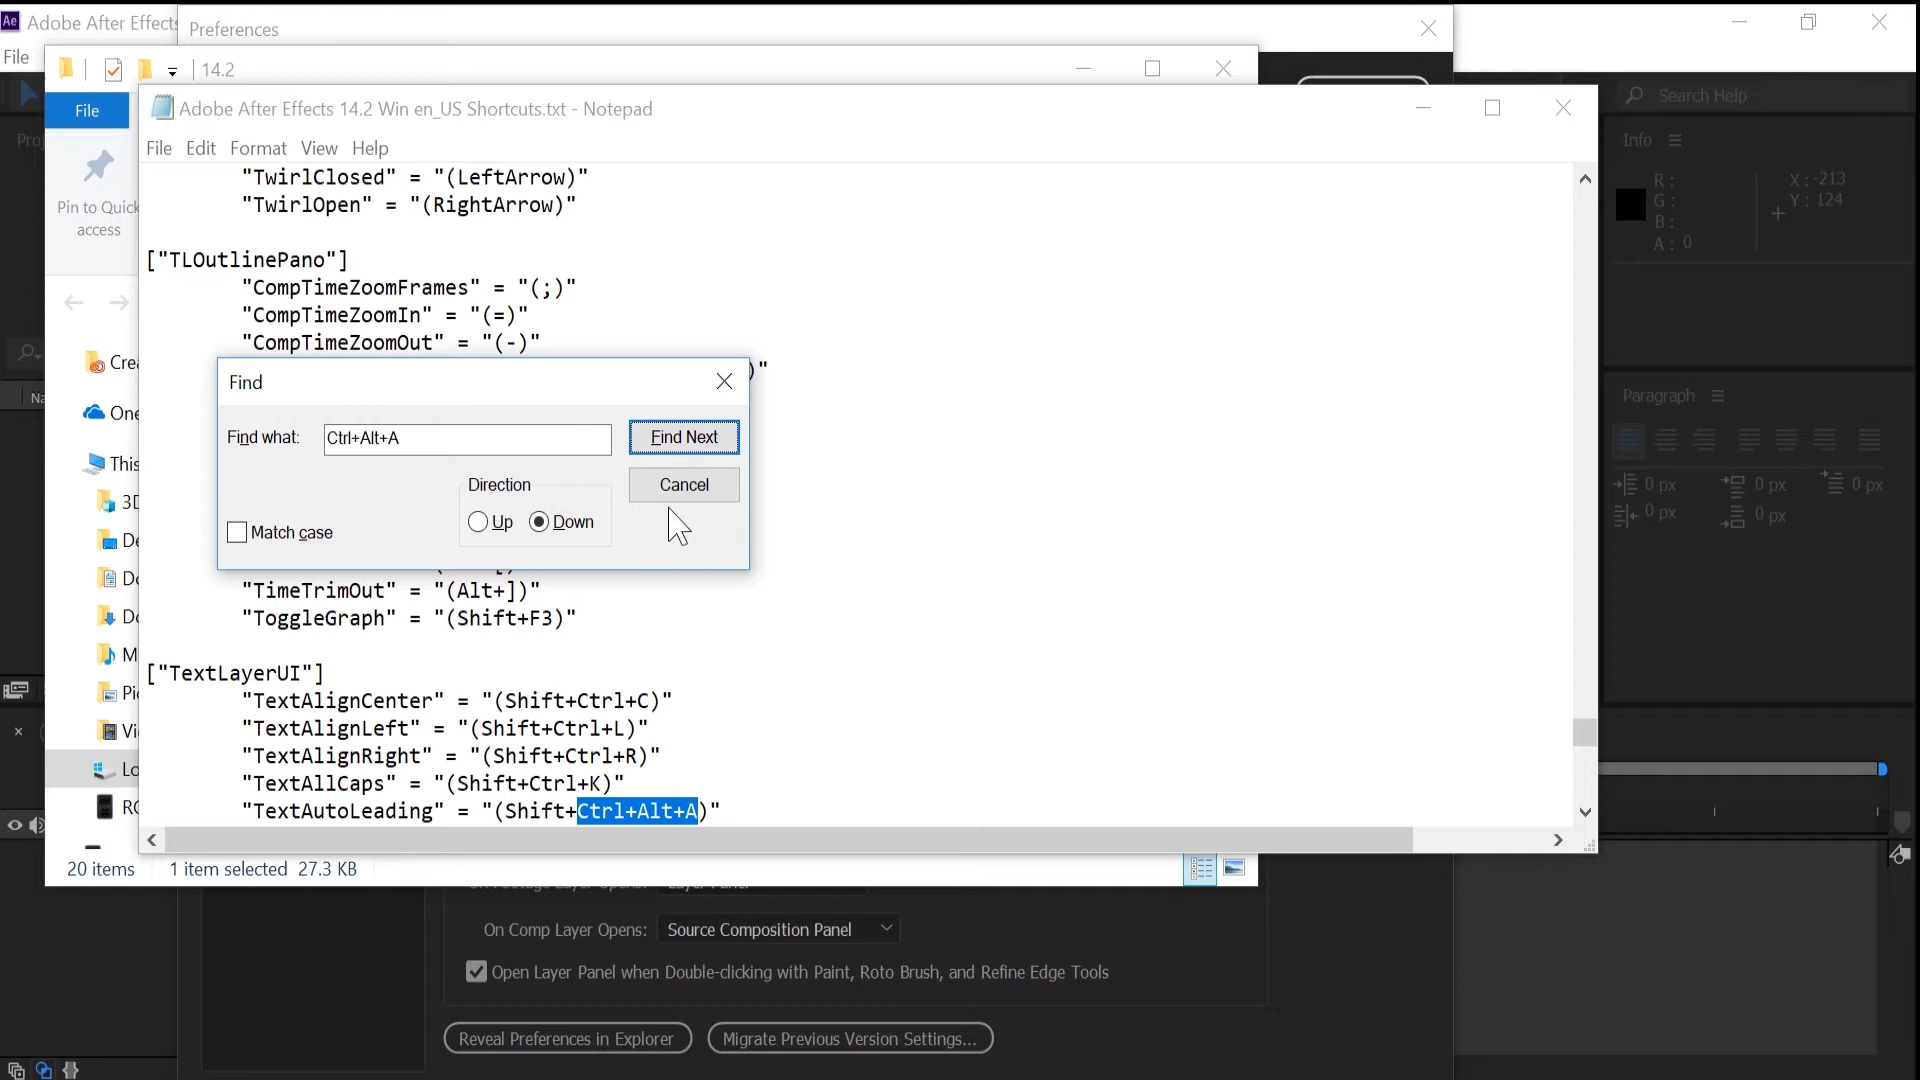 Ae Adobe After Effects
Preferences
File
14.2
File
Adobe After Effects 14.2 Win en_US Shortcuts.txt - Notepad
Search Help
File Edit Format View Help
Info
"TwirlClosed" = "(LeftArrow)"
"TwirlOpen" = "(RightArrow)"
Pin to Quick
access
R :
G :
B :
A : 0
X : -213
Y : 124
["TLOutlinePano"]
"CompTimeZoomFrames" = "(;)"
"CompTimeZoomIn" = "(=)"
"CompTimeZoomOut" = "(-)"
)"
Find
Find what: Ctrl+Alt+A Find Next
Direction Cancel
Up Down
Match case
Paragraph
0 px 0 px 0 px
0 px 0 px
"TimeTrimOut" = "(Alt+])"
"ToggleGraph" = "(Shift+F3)"
["TextLayerUI"]
"TextAlignCenter" = "(Shift+Ctrl+C)"
"TextAlignLeft" = "(Shift+Ctrl+L)"
"TextAlignRight" = "(Shift+Ctrl+R)"
"TextAllCaps" = "(Shift+Ctrl+K)"
"TextAutoLeading" = "(Shift+Ctrl+Alt+A)"
20 items 1 item selected 27.3 KB
On Comp Layer Opens: Source Composition Panel
Open Layer Panel when Double-clicking with Paint, Roto Brush, and Refine Edge Tools
Reveal Preferences in Explorer Migrate Previous Version Settings...